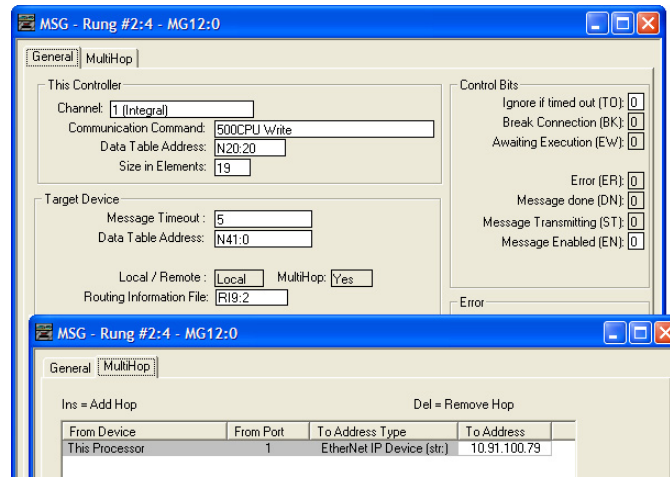 MSG - Rung #2:4 - MG12:0
General MultiHop
This Controller
Channel: 1 (Integral)
Communication Command: 500CPU Write
Data Table Address: N20:20
Size in Elements: 19
Control Bits
Ignore if timed out (TO): 0
Break Connection (BK): 0
Awaiting Execution (EW): 0
Error (ER): 0
Message done (DN): 0
Message Transmitting (ST): 0
Message Enabled (EN): 0
Target Device
Message Timeout : 5
Data Table Address: N41:0
Local / Remote : Local MultiHop: Yes
Routing Information File: RI9:2
Error
MSG - Rung #2:4 - MG12:0
General MultiHop
Ins = Add Hop Del = Remove Hop
From Device From Port To Address Type To Address
This Processor 1 EtherNet IP Device (str:) 10.91.100.79